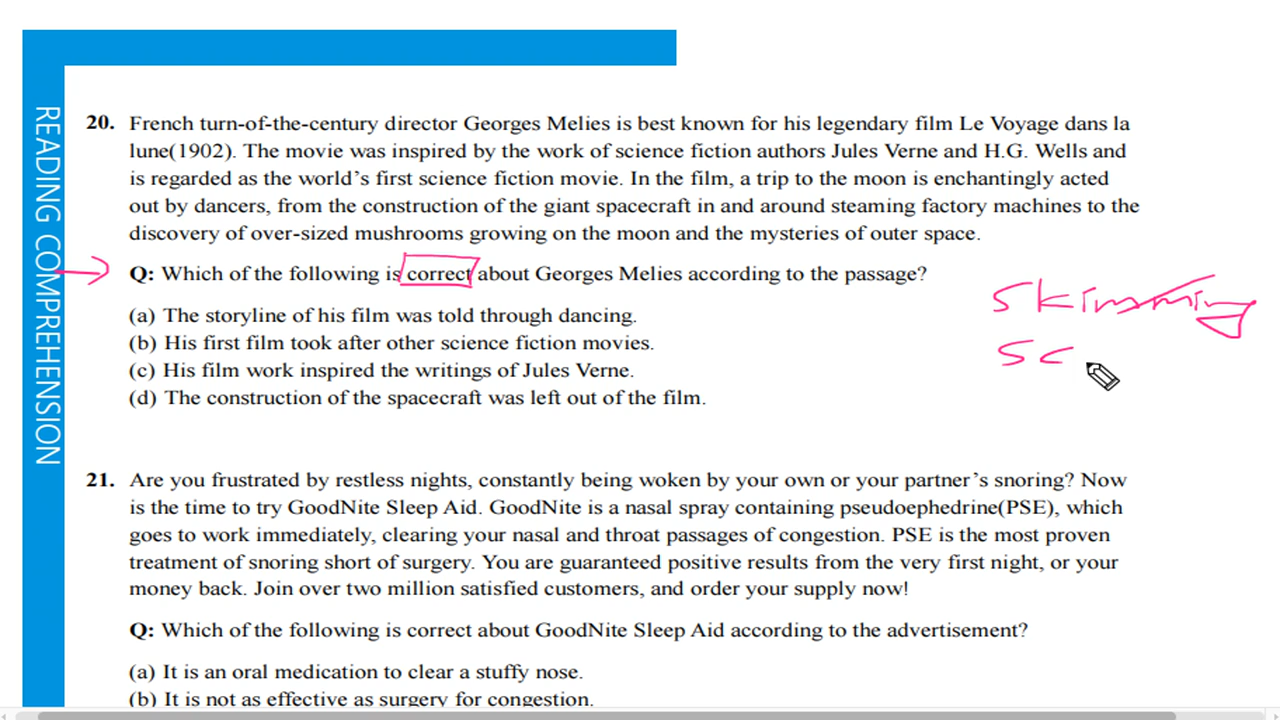 READING COMPREHENSION
20. French turn-of-the-century director Georges Melies is best known for his legendary film Le Voyage dans la
lune(1902). The movie was inspired by the work of science fiction authors Jules Verne and H.G. Wells and
is regarded as the world's first science fiction movie. In the film, a trip to the moon is enchantingly acted
out by dancers, from the construction of the giant spacecraft in and around steaming factory machines to the
discovery of over-sized mushrooms growing on the moon and the mysteries of outer space.
Q: Which of the following is correct about Georges Melies according to the passage?
(a) The storyline of his film was told through dancing.
(b) His first film took after other science fiction movies.
(c) His film work inspired the writings of Jules Verne.
(d) The construction of the spacecraft was left out of the film.
Skimming
SC
21. Are you frustrated by restless nights, constantly being woken by your own or your partner's snoring? Now
is the time to try GoodNite Sleep Aid. GoodNite is a nasal spray containing pseudoephedrine(PSE), which
goes to work immediately, clearing your nasal and throat passages of congestion. PSE is the most proven
treatment of snoring short of surgery. You are guaranteed positive results from the very first night, or your
money back. Join over two million satisfied customers, and order your supply now!
Q: Which of the following is correct about GoodNite Sleep Aid according to the advertisement?
(a) It is an oral medication to clear a stuffy nose.
(b) It is not as effective as surgery for congestion.